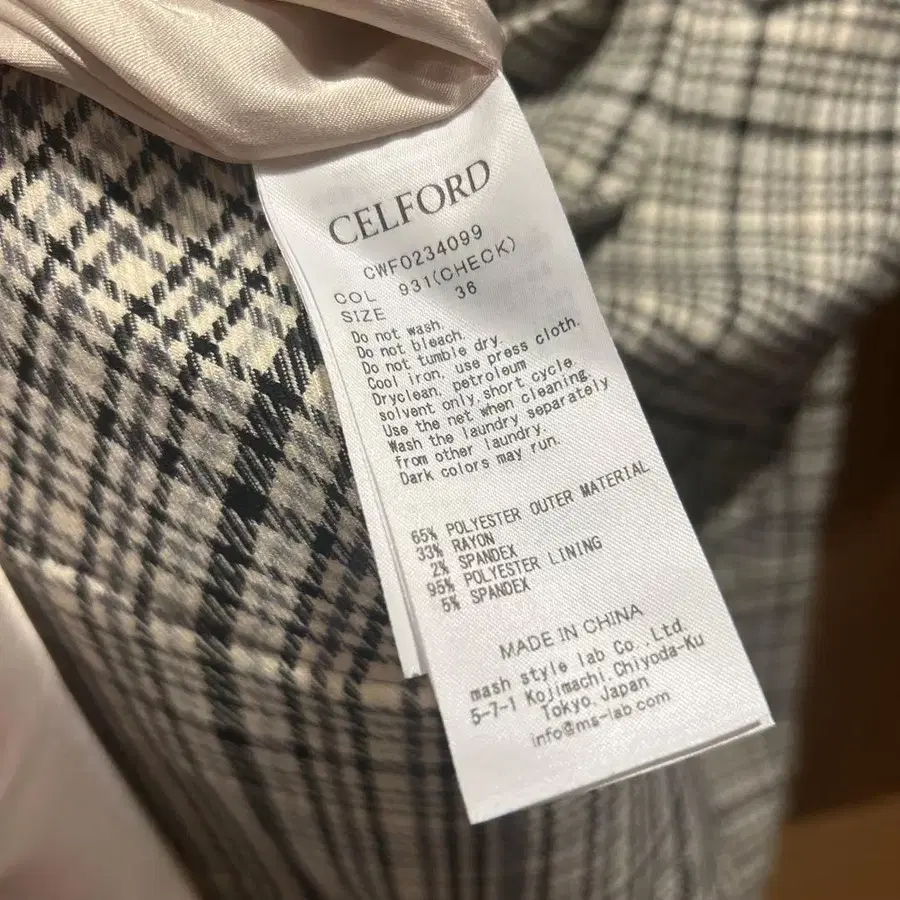 CELFORD
CWF0234099
COL 931(CHECK)
SIZE 36
Do not wash.
Do not bleach.
Do not tumble dry.
Cool iron, use press cloth.
Dryclean, petroleum
solvent only,short cycle.
Use the net when cleaning.
Wash the laundry separately
from other laundry.
Dark colors may run.
65% POLYESTER OUTER MATERIAL
33% RAYON
2% SPANDEX
95% POLYESTER LINING
5% SPANDEX
MADE IN CHINA
mash style lab Co.,Ltd.
5-7-1 Kojimachi,Chiyoda-Ku
Tokyo,Japan
info@ms-lab.com